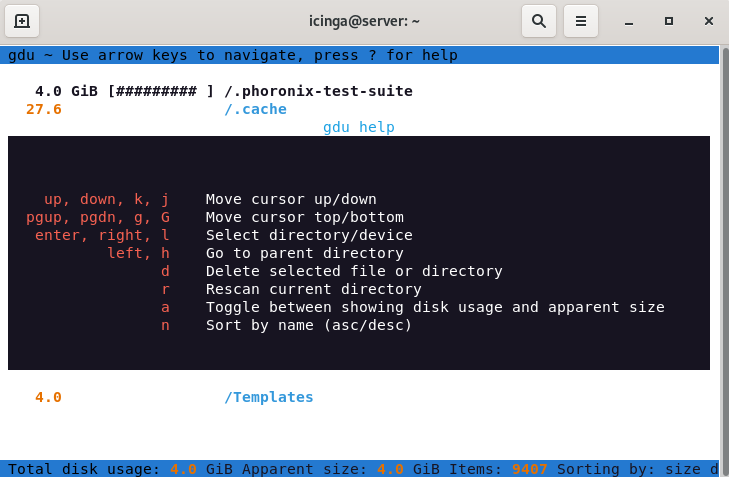 icinga@server: ~
gdu ~ Use arrow keys to navigate, press ? for help
4.0 GiB [######### ] /.phoronix-test-suite
27.6 /.cache
gdu help
up, down, k, j Move cursor up/down
pgup, pgdn, g, G Move cursor top/bottom
enter, right, l Select directory/device
left, h Go to parent directory
d Delete selected file or directory
r Rescan current directory
a Toggle between showing disk usage and apparent size
n Sort by name (asc/desc)
4.0 /Templates
Total disk usage: 4.0 GiB Apparent size: 4.0 GiB Items: 9407 Sorting by: size d